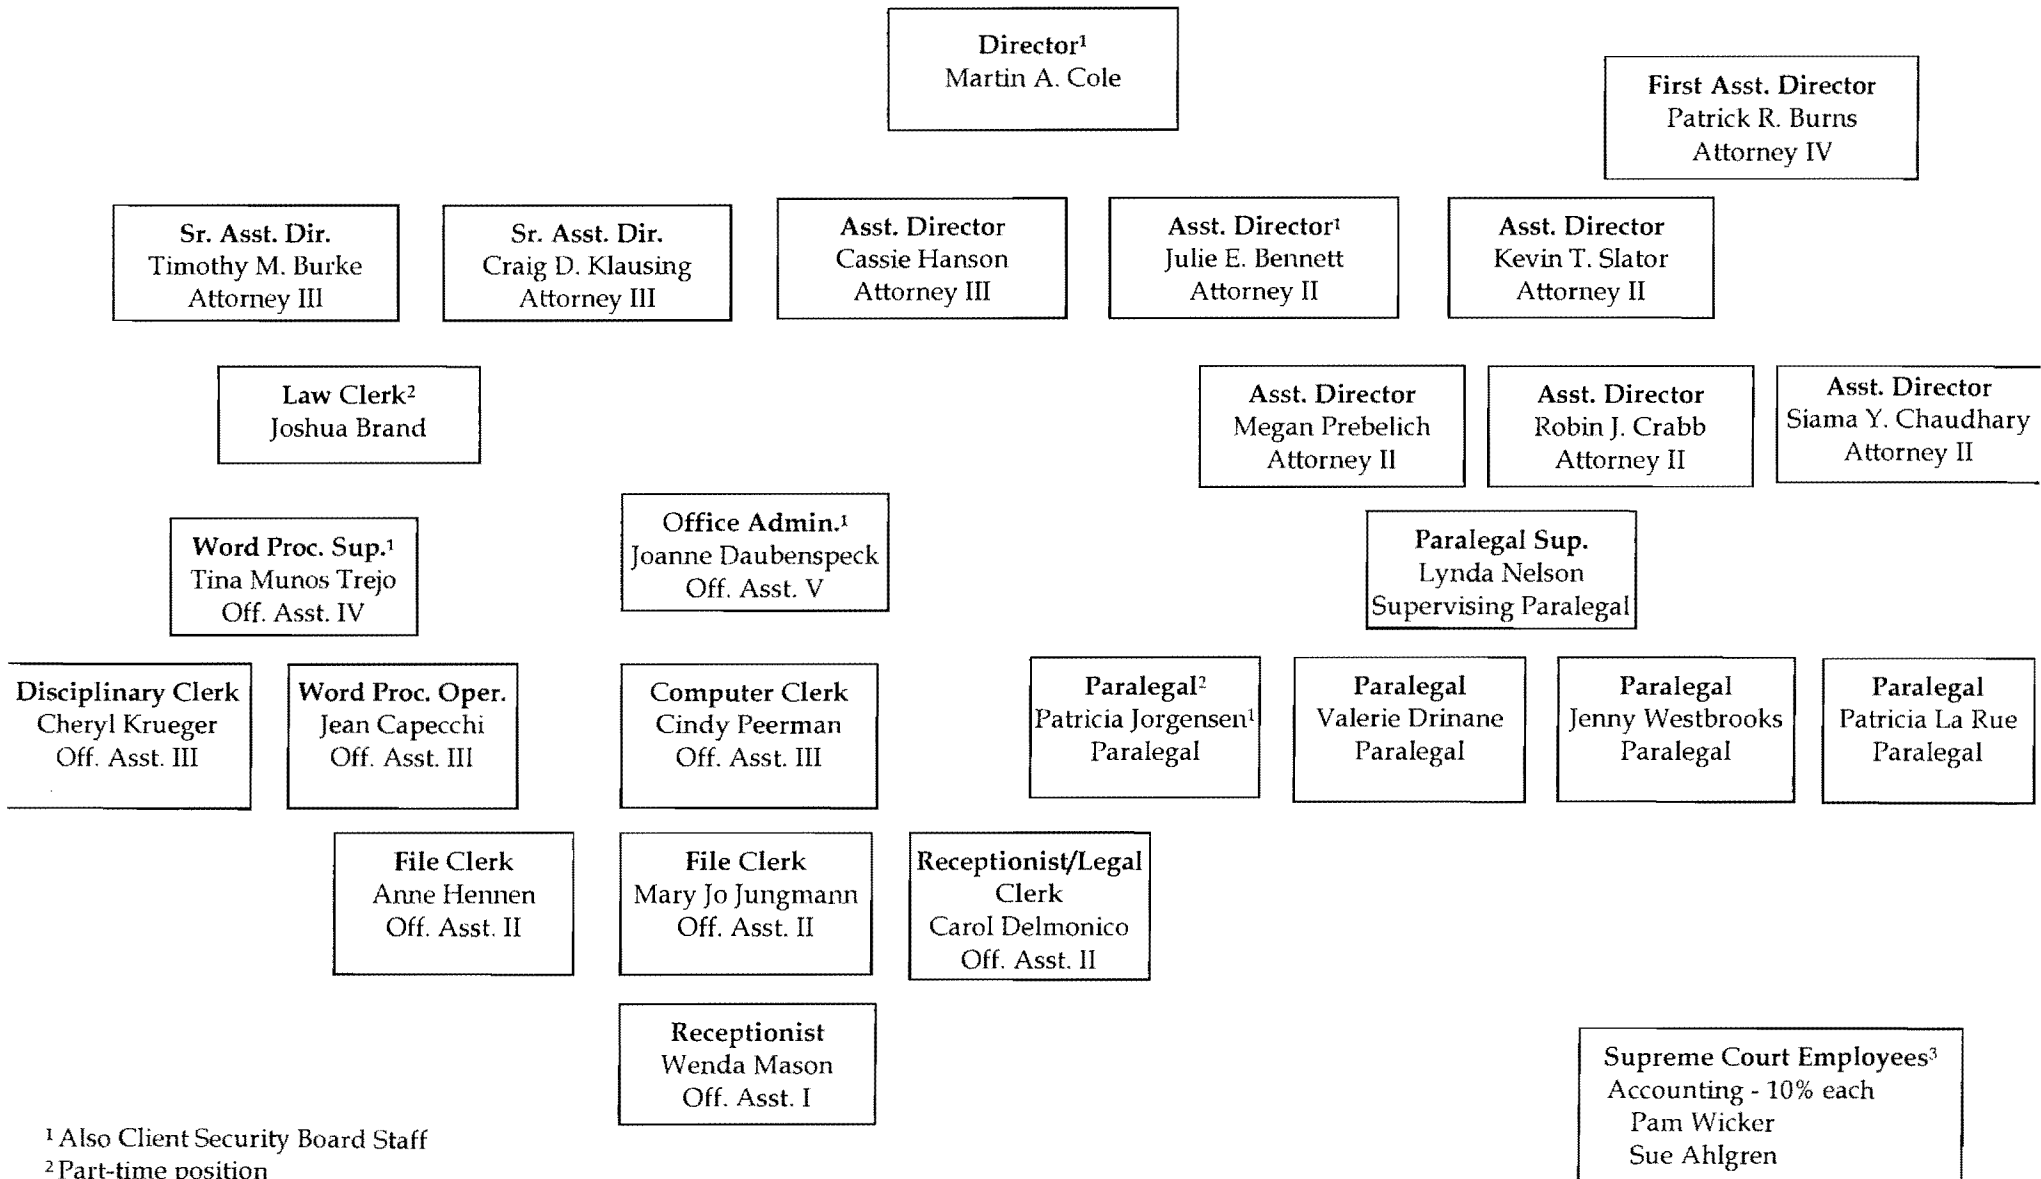 Director¹
Martin A. Cole
First Asst. Director
Patrick R. Burns
Attorney IV
Sr. Asst. Dir.
Timothy M. Burke
Attorney III
Sr. Asst. Dir.
Craig D. Klausing
Attorney III
Asst. Director
Cassie Hanson
Attorney III
Asst. Director¹
Julie E. Bennett
Attorney II
Asst. Director
Kevin T. Slator
Attorney II
Law Clerk²
Joshua Brand
Asst. Director
Megan Prebelich
Attorney II
Asst. Director
Robin J. Crabb
Attorney II
Asst. Director
Siama Y. Chaudhary
Attorney II
Word Proc. Sup.¹
Tina Munos Trejo
Off. Asst. IV
Office Admin.¹
Joanne Daubenspeck
Off. Asst. V
Paralegal Sup.
Lynda Nelson
Supervising Paralegal
Disciplinary Clerk
Cheryl Krueger
Off. Asst. III
Word Proc. Oper.
Jean Capecchi
Off. Asst. III
Computer Clerk
Cindy Peerman
Off. Asst. III
Paralegal²
Patricia Jorgensen¹
Paralegal
Paralegal
Valerie Drinane
Paralegal
Paralegal
Jenny Westbrooks
Paralegal
Paralegal
Patricia La Rue
Paralegal
File Clerk
Anne Hennen
Off. Asst. II
File Clerk
Mary Jo Jungmann
Off. Asst. II
Receptionist/Legal
Clerk
Carol Delmonico
Off. Asst. II
Receptionist
Wenda Mason
Off. Asst. I
Supreme Court Employees³
Accounting - 10% each
Pam Wicker
Sue Ahlgren
¹ Also Client Security Board Staff
² Part-time position